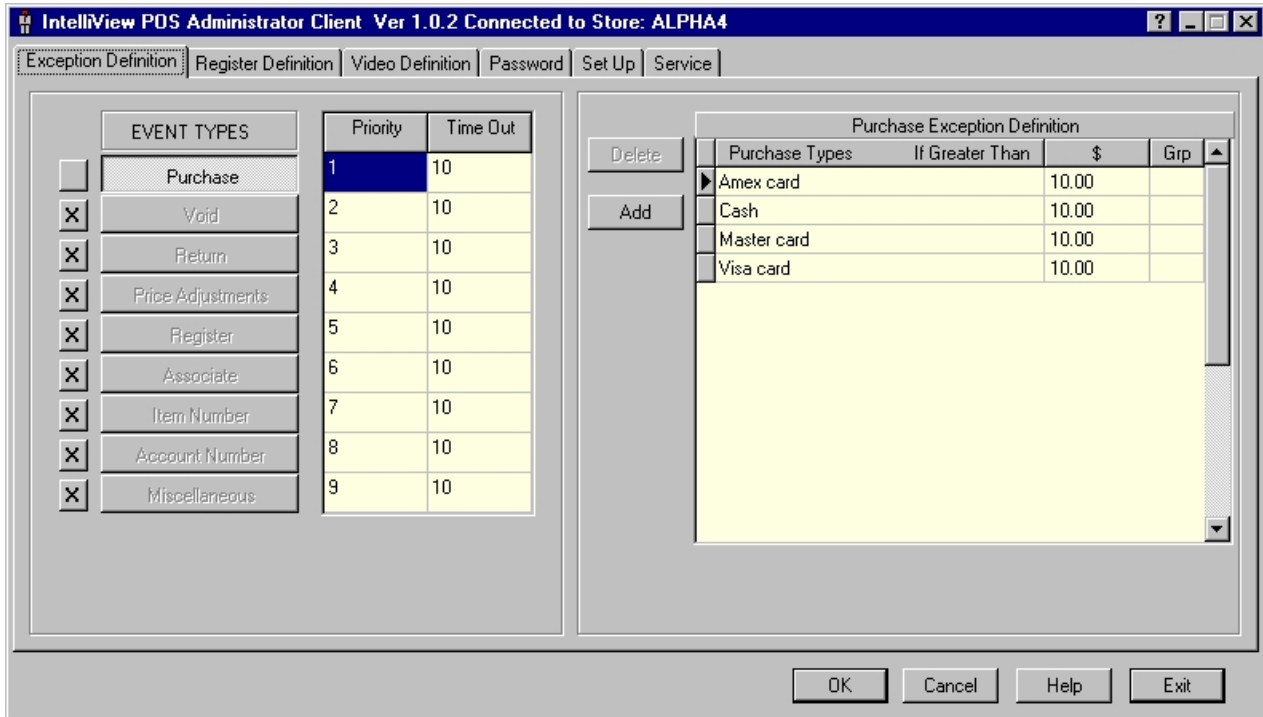 IntelliView POS Administrator Client Ver 1.0.2 Connected to Store: ALPHA4
Exception Definition Register Definition Video Definition Password Set Up Service
EVENT TYPES Priority Time Out
Purchase 1 10
X Void 2 10
X Return 3 10
X Price Adjustments 4 10
X Register 5 10
X Associate 6 10
X Item Number 7 10
X Account Number 8 10
X Miscellaneous 9 10
Delete
Add
Purchase Exception Definition
Purchase Types If Greater Than $ Grp
Amex card 10.00
Cash 10.00
Master card 10.00
Visa card 10.00
OK Cancel Help Exit